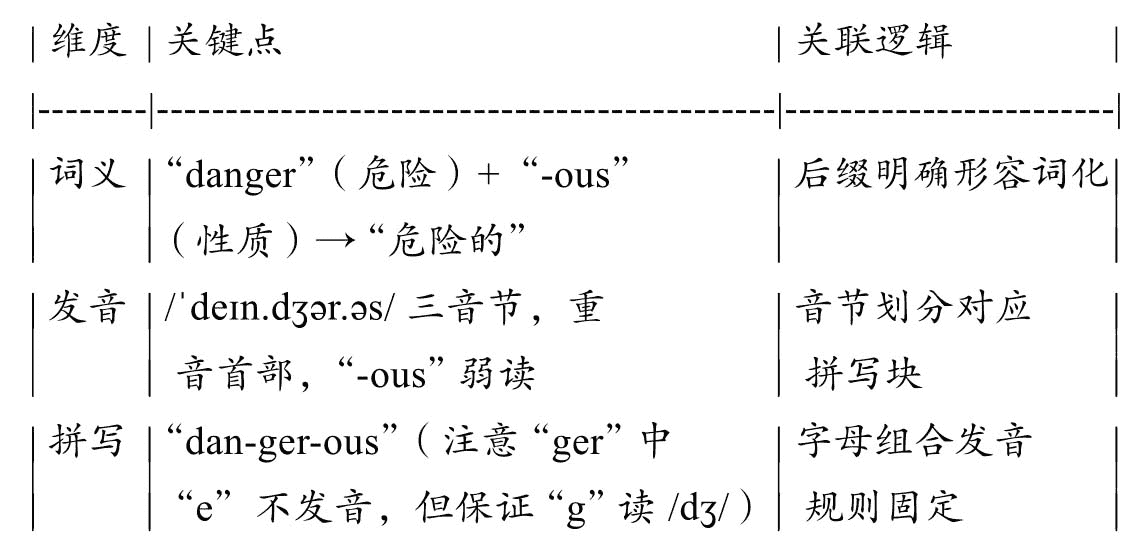 | 维度 | 关键点 | 关联逻辑 |
|--------|---------------------------------------------|------------------------|
| 词义 | “danger”（危险）+ “-ous” | 后缀明确形容词化|
| | （性质）→“危险的” | |
| 发音 | /ˈdeɪn.dʒər.əs/ 三音节，重 | 音节划分对应 |
| | 音首部，“-ous” 弱读 | 拼写块 |
| 拼写 | “dan-ger-ous”（注意 “ger” 中 | 字母组合发音 |
| | “e” 不发音，但保证 “g” 读 /dʒ/） | 规则固定 |